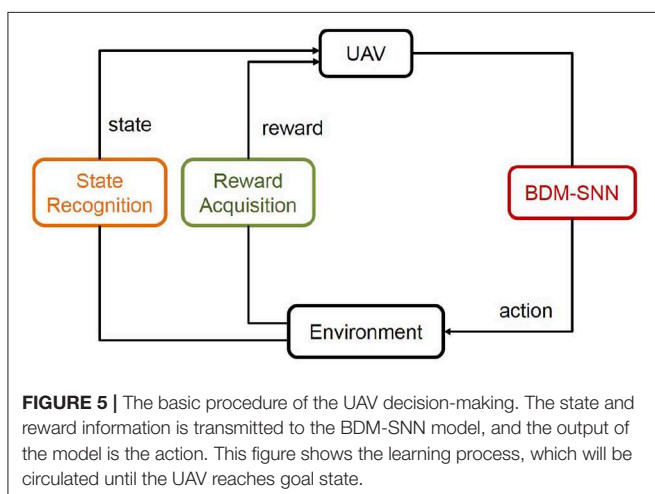 UAV
state
reward
State
Recognition
Reward
Acquisition
BDM-SNN
action
Environment
FIGURE 5 | The basic procedure of the UAV decision-making. The state and
reward information is transmitted to the BDM-SNN model, and the output of
the model is the action. This figure shows the learning process, which will be
circulated until the UAV reaches goal state.